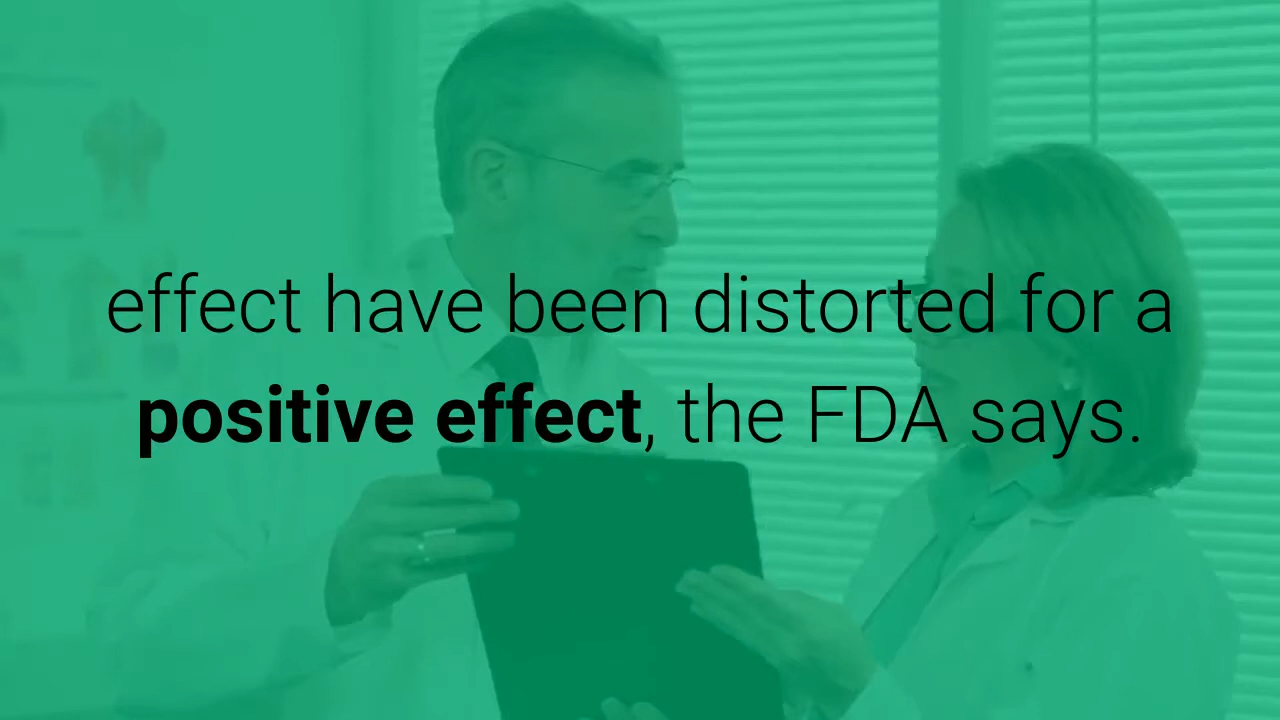 effect have been distorted for a
positive effect, the FDA says.